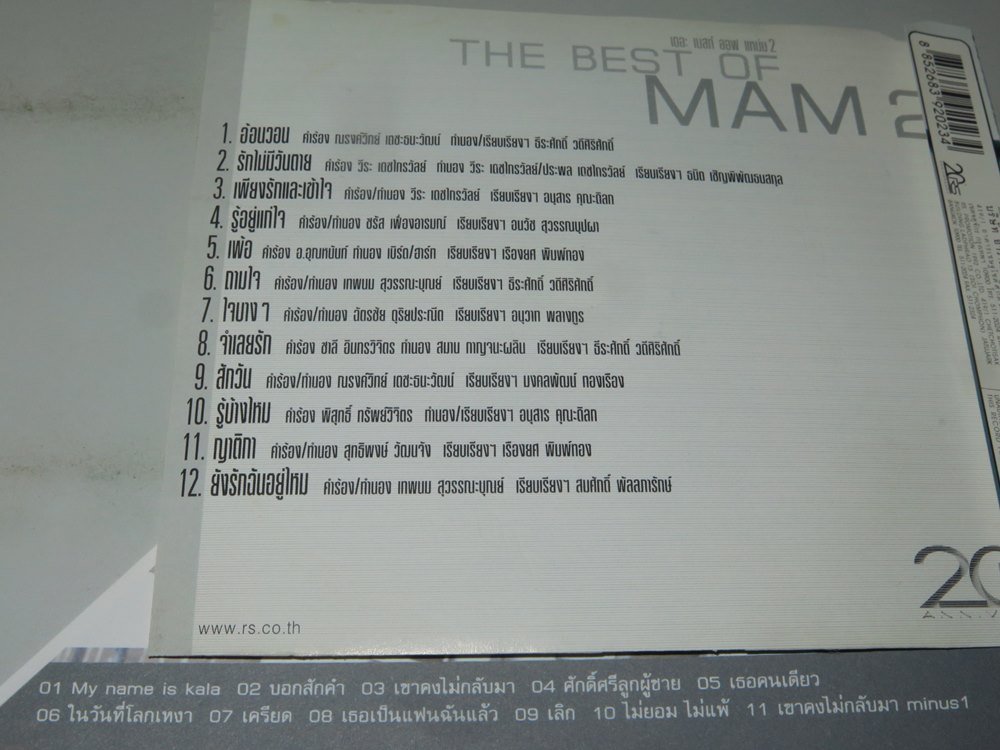 เดอะ เบสท์ ออฟ แหม่ม 2
THE BEST OF
MAM 2
8 852683 920234
1. อ้อนวอน คำร้อง ณรงค์วิทย์ เตชะธนะวัฒน์ ทำนอง/เรียบเรียงฯ ธีระศักดิ์ วดีศิริศักดิ์
2. รักไม่มีวันตาย คำร้อง วีระ เดชไกรวัลย์ ทำนอง วีระ เดชไกรวัลย์/ประพล เดชไกรวัลย์ เรียบเรียงฯ ธนิต เชิญพิพัฒธนสกุล
3. เพียงรักและเข้าใจ คำร้อง/ทำนอง วีระ เดชไกรวัลย์ เรียบเรียงฯ อนุสาร คุณะดิลก
4. รู้อยู่แก่ใจ คำร้อง/ทำนอง ชรัส เฟื่องอารมณ์ เรียบเรียงฯ อนวัช สุวรรณบุปผา
5. เพ้อ คำร้อง อ.อุณหนันท์ ทำนอง เบิร์ด/ฮาร์ท เรียบเรียงฯ เรืองยศ พิมพ์ทอง
6. ตามใจ คำร้อง/ทำนอง เทพนม สุวรรณะบุณย์ เรียบเรียงฯ ธีระศักดิ์ วดีศิริศักดิ์
7. ใจบาง ๆ คำร้อง/ทำนอง ฉัตรชัย ดุริยประณีต เรียบเรียงฯ อนุวาท พลางกูร
8. จำเลยรัก คำร้อง ชาลี อินทรวิจิตร ทำนอง สมาน กาญจนะผลิน เรียบเรียงฯ ธีระศักดิ์ วดีศิริศักดิ์
9. สักวัน คำร้อง/ทำนอง ณรงค์วิทย์ เตชะธนะวัฒน์ เรียบเรียงฯ มงคลพัฒน์ ทองเรือง
10. รู้บ้างไหม คำร้อง พิสุทธิ์ ทรัพย์วิจิตร ทำนอง/เรียบเรียงฯ อนุสาร คุณะดิลก
11. ญาติกา คำร้อง/ทำนอง สุทธิพงษ์ วัฒนจัง เรียบเรียงฯ เรืองยศ พิมพ์ทอง
12. ยังรักฉันอยู่ไหม คำร้อง/ทำนอง เทพนม สุวรรณะบุณย์ เรียบเรียงฯ สมศักดิ์ พัลลภารักษ์
20
www.rs.co.th
01 My name is kala 02 บอกสักคำ 03 เขาคงไม่กลับมา 04 ศักดิ์ศรีลูกผู้ชาย 05 เธอคนเดียว
06 ในวันที่โลกเหงา 07 เครียด 08 เธอเป็นแฟนฉันแล้ว 09 เลิก 10 ไม่ยอม ไม่แพ้ 11 เขาคงไม่กลับมา minus1